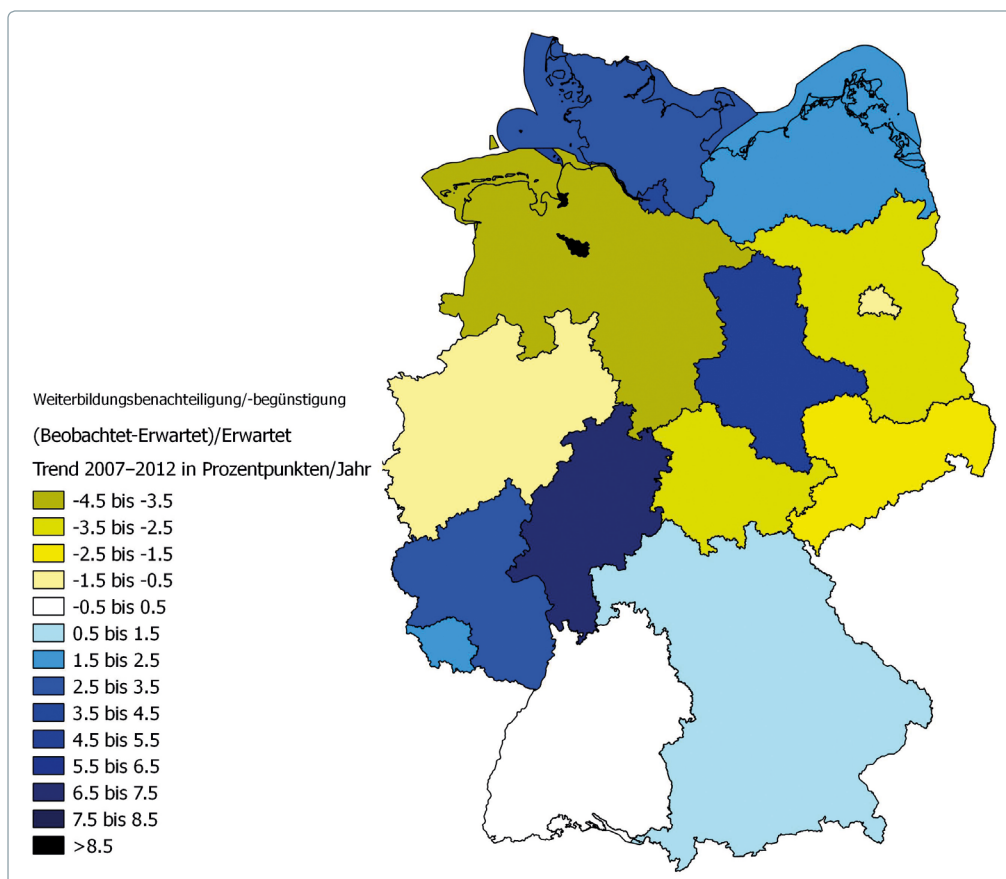 Weiterbildungsbenachteiligung/-begünstigung
(Beobachtet-Erwartet)/Erwartet
Trend 2007–2012 in Prozentpunkten/Jahr
-4.5 bis -3.5
-3.5 bis -2.5
-2.5 bis -1.5
-1.5 bis -0.5
-0.5 bis 0.5
0.5 bis 1.5
1.5 bis 2.5
2.5 bis 3.5
3.5 bis 4.5
4.5 bis 5.5
5.5 bis 6.5
6.5 bis 7.5
7.5 bis 8.5
>8.5